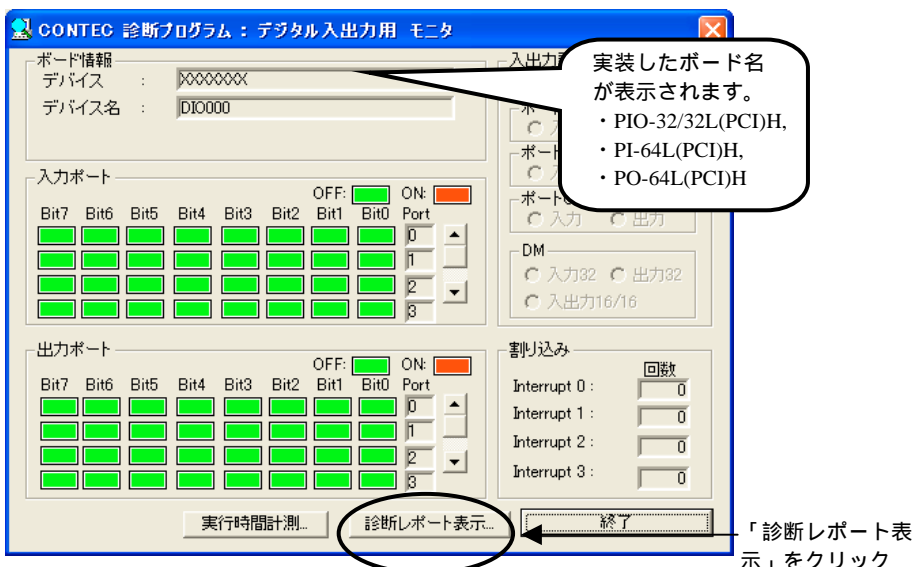 CONTEC 診断プログラム : デジタル入出力用 モニタ
ボード情報
デバイス : XXXXXXX
デバイス名 : DIO000
実装したボード名
が表示されます。
・PIO-32/32L(PCI)H,
・PI-64L(PCI)H,
・PO-64L(PCI)H
入出力
入力 出力
DM
入力32 出力32
入出力16/16
入力ポート
OFF: ON:
Bit7 Bit6 Bit5 Bit4 Bit3 Bit2 Bit1 Bit0 Port
0
1
2
3
出力ポート
OFF: ON:
Bit7 Bit6 Bit5 Bit4 Bit3 Bit2 Bit1 Bit0 Port
0
1
2
3
割り込み
回数
Interrupt 0 : 0
Interrupt 1 : 0
Interrupt 2 : 0
Interrupt 3 : 0
実行時間計測... 診断レポート表示... 終了
「診断レポート表
示」をクリック